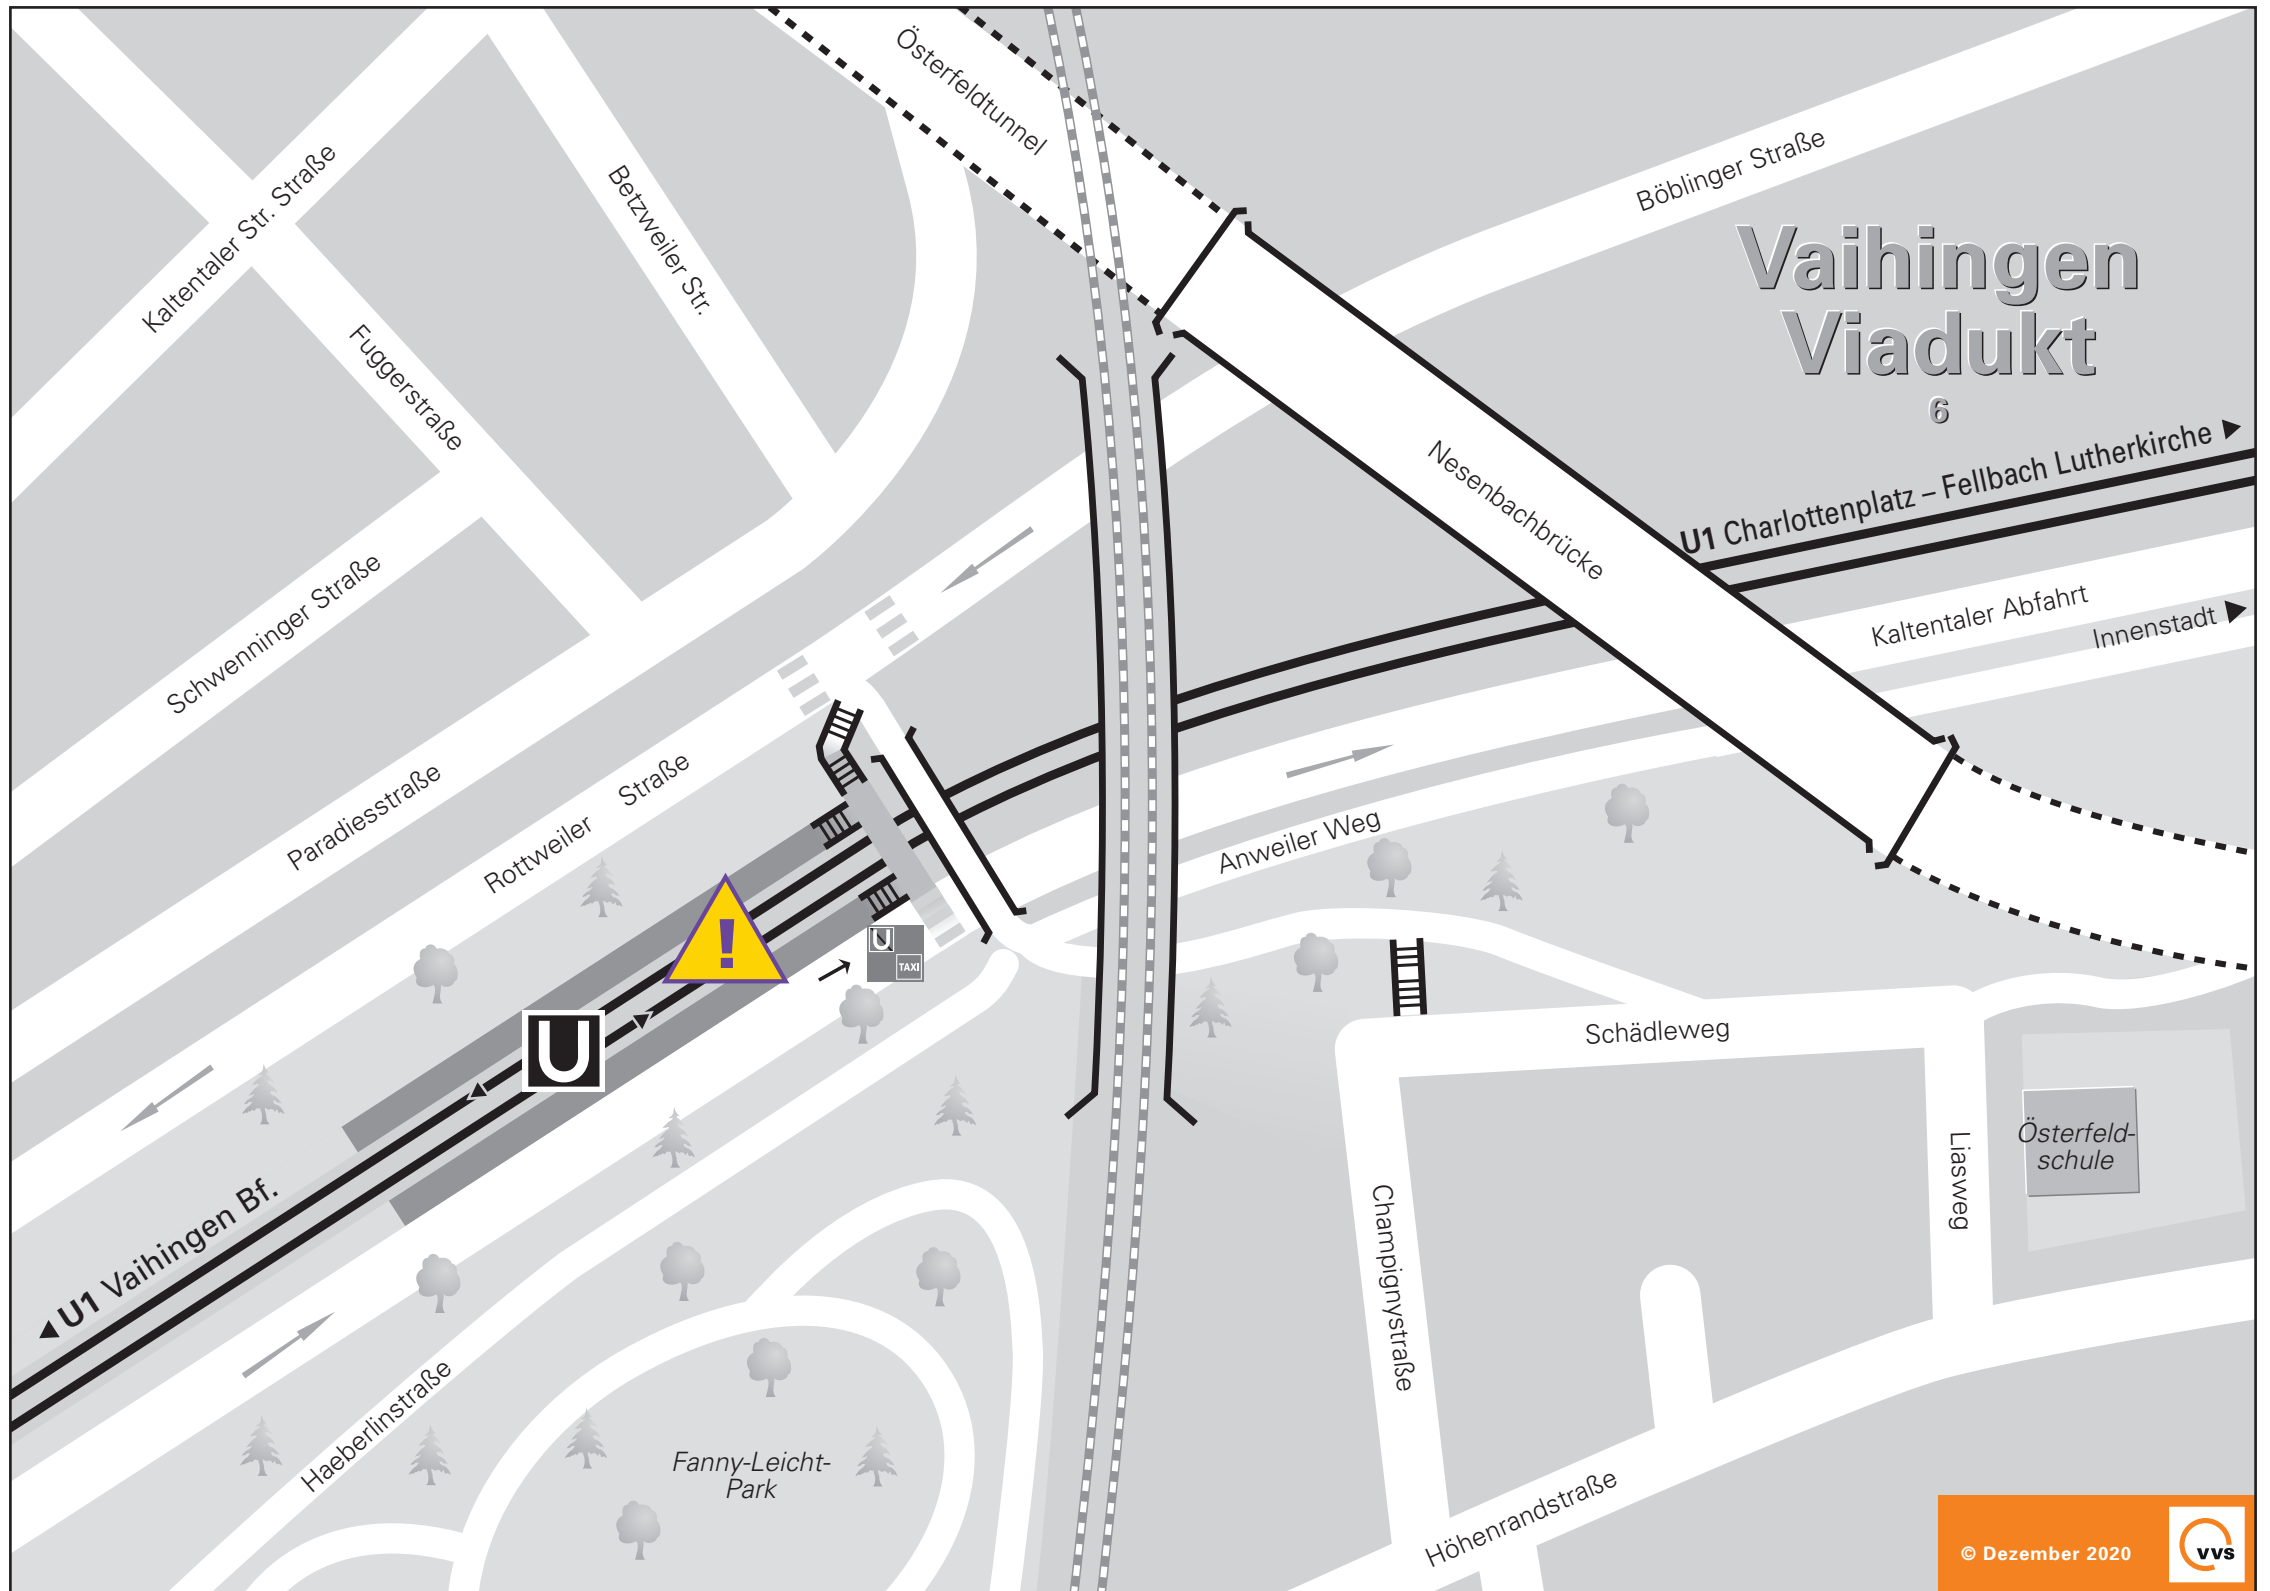 Österfeldtunnel
Böblinger Straße
Kaltentaler Str. Straße
Betzweiler Str.
Vaihingen
Viadukt
6
Fuggerstraße
U1 Charlottenplatz – Fellbach Lutherkirche
Nesenbachbrücke
Schwenninger Straße
Kaltentaler Abfahrt
Innenstadt
Paradiesstraße
Rottweiler Straße
Anweiler Weg
!
U
TAXI
U
Schädleweg
Österfeld-
schule
Liasweg
U1 Vaihingen Bf.
Champignystraße
Haeberlinstraße
Fanny-Leicht-
Park
Höhenrandstraße
© Dezember 2020
VVS